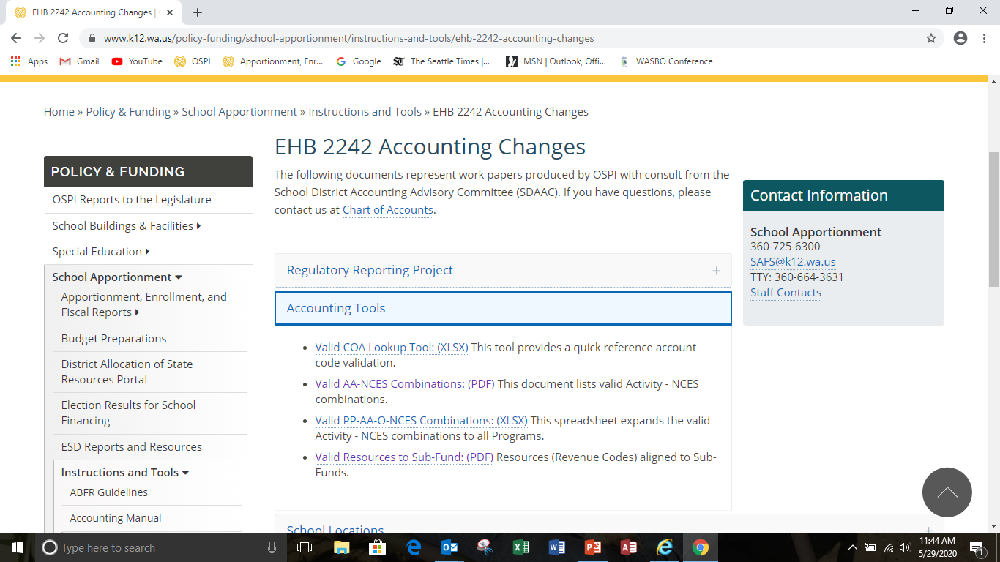 EHB 2242 Accounting Changes |
www.k12.wa.us/policy-funding/school-apportionment/instructions-and-tools/ehb-2242-accounting-changes
Apps Gmail YouTube OSPI Apportionment, Enr... Google The Seattle Times |... MSN | Outlook, Offi... WASBO Conference
Home » Policy & Funding » School Apportionment » Instructions and Tools » EHB 2242 Accounting Changes
POLICY & FUNDING
OSPI Reports to the Legislature
School Buildings & Facilities
Special Education
School Apportionment
Apportionment, Enrollment, and
Fiscal Reports
Budget Preparations
District Allocation of State
Resources Portal
Election Results for School
Financing
ESD Reports and Resources
Instructions and Tools
ABFR Guidelines
Accounting Manual
EHB 2242 Accounting Changes
The following documents represent work papers produced by OSPI with consult from the
School District Accounting Advisory Committee (SDAAC). If you have questions, please
contact us at Chart of Accounts.
Regulatory Reporting Project
Accounting Tools
• Valid COA Lookup Tool: (XLSX) This tool provides a quick reference account
code validation.
• Valid AA-NCES Combinations: (PDF) This document lists valid Activity - NCES
combinations.
• Valid PP-AA-O-NCES Combinations: (XLSX) This spreadsheet expands the valid
Activity - NCES combinations to all Programs.
• Valid Resources to Sub-Fund: (PDF) Resources (Revenue Codes) aligned to Sub-
Funds.
School Locations
Contact Information
School Apportionment
360-725-6300
SAFS@k12.wa.us
TTY: 360-664-3631
Staff Contacts
Type here to search
11:44 AM
5/29/2020
1